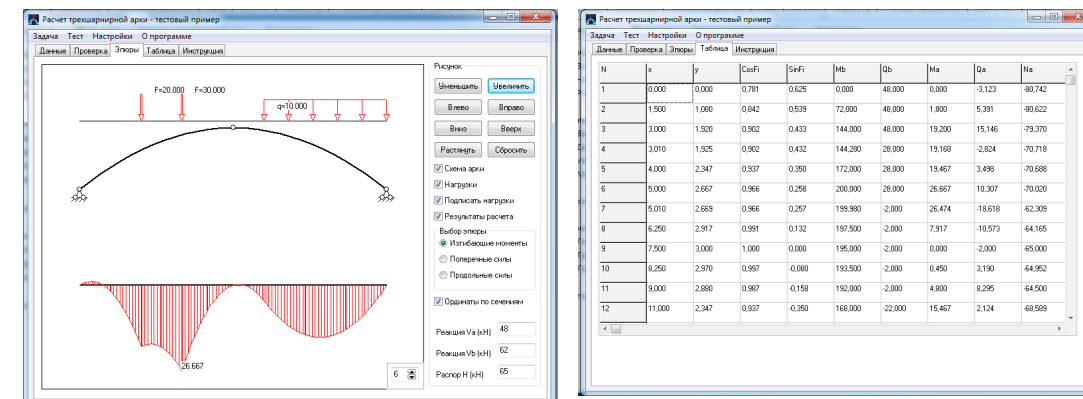 Расчет трехшарнирной арки - тестовый пример
Задача Тест Настройки О программе
Данные Проверка Эпюры Таблица Инструкция
F=20.000 F=30.000
q=10.000
26.667
6
Рисунок
Уменьшить Увеличить
Влево Вправо
Вниз Вверх
Растянуть Сбросить
Схема арки
Нагрузки
Подписать нагрузки
Результаты расчета
Выбор эпюры
Изгибающие моменты
Поперечные силы
Продольные силы
Ординаты по сечениям
Реакция Va (кН) 48
Реакция Vb (кН) 62
Распор H (кН) 65
Расчет трехшарнирной арки - тестовый пример
Задача Тест Настройки О программе
Данные Проверка Эпюры Таблица Инструкция
N x y CosFi SinFi Mb Qb Ma Qa Na
1 0,000 0,000 0,781 0,625 0,000 48,000 0,000 -3,123 -80,742
2 1,500 1,080 0,842 0,539 72,000 48,000 1,800 5,391 -80,622
3 3,000 1,920 0,902 0,433 144,000 48,000 19,200 15,146 -79,370
4 3,010 1,925 0,902 0,432 144,280 28,000 19,168 -2,824 -70,718
5 4,000 2,347 0,937 0,350 172,000 28,000 19,467 3,498 -70,688
6 5,000 2,667 0,966 0,258 200,000 28,000 26,667 10,307 -70,020
7 5,010 2,669 0,966 0,257 199,980 -2,000 26,474 -18,618 -62,309
8 6,250 2,917 0,991 0,132 197,500 -2,000 7,917 -10,573 -64,165
9 7,500 3,000 1,000 0,000 195,000 -2,000 0,000 -2,000 -65,000
10 8,250 2,970 0,997 -0,080 193,500 -2,000 0,450 3,190 -64,952
11 9,000 2,880 0,987 -0,158 192,000 -2,000 4,800 8,295 -64,500
12 11,000 2,347 0,937 -0,350 168,000 -22,000 15,467 2,124 -68,589